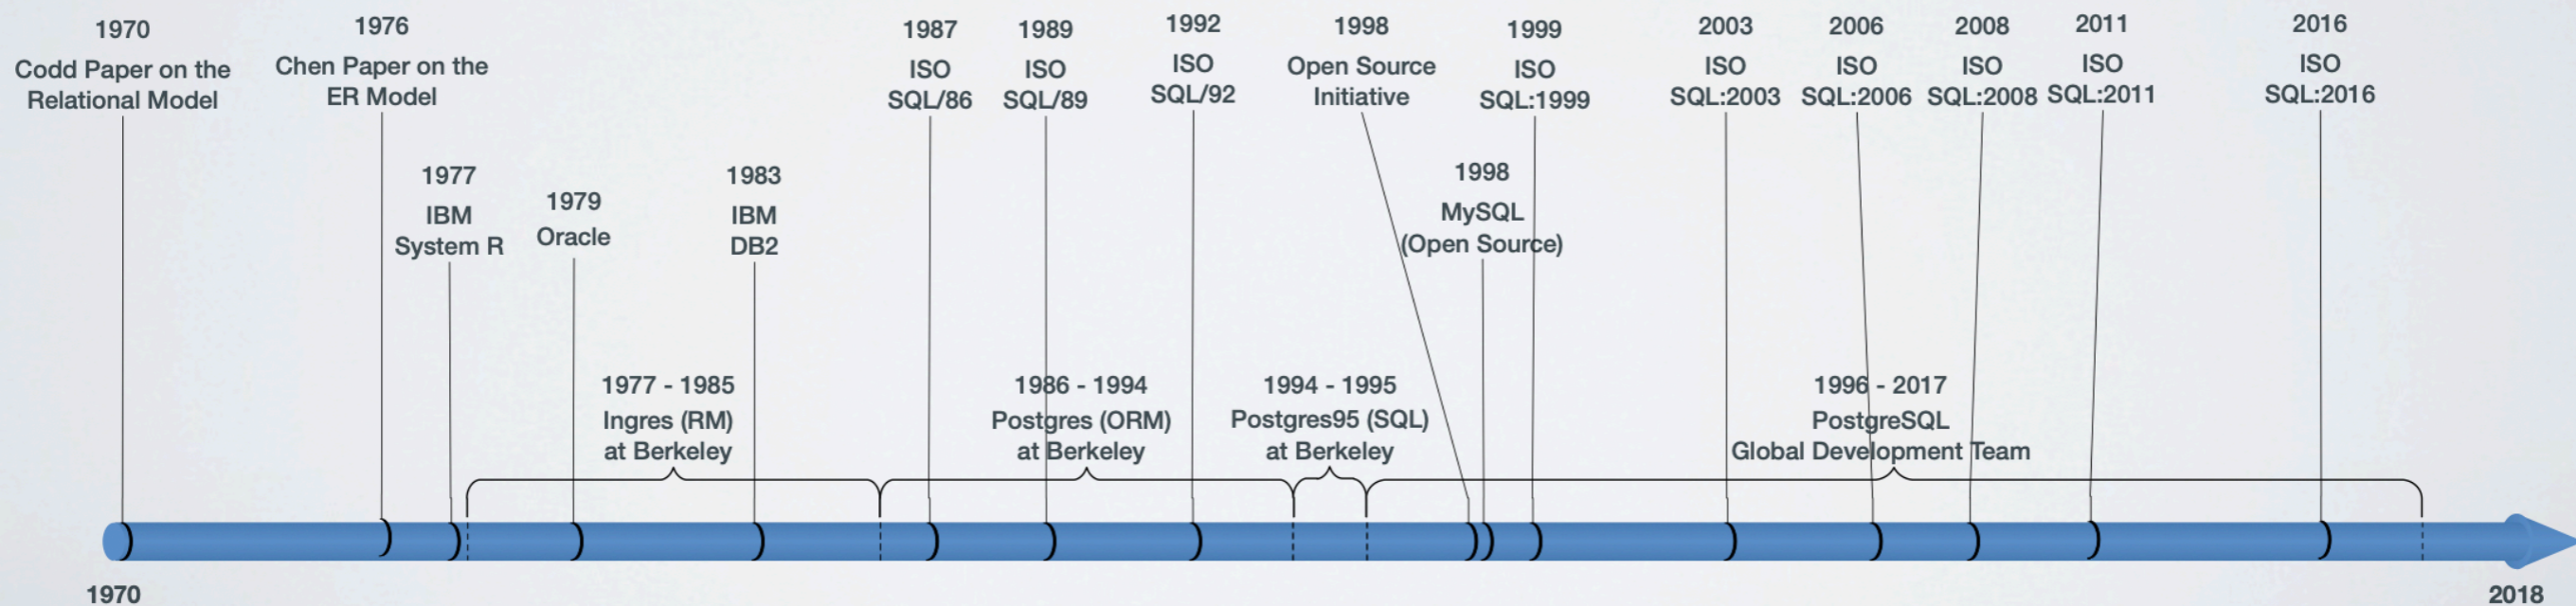 1970
Codd Paper on the
Relational Model
1976
Chen Paper on the
ER Model
1977
IBM
System R
1979
Oracle
1983
IBM
DB2
1987
ISO
SQL/86
1989
ISO
SQL/89
1992
ISO
SQL/92
1998
Open Source
Initiative
1998
MySQL
(Open Source)
1999
ISO
SQL:1999
2003
ISO
SQL:2003
2006
ISO
SQL:2006
2008
ISO
SQL:2008
2011
ISO
SQL:2011
2016
ISO
SQL:2016
1977 - 1985
Ingres (RM)
at Berkeley
1986 - 1994
Postgres (ORM)
at Berkeley
1994 - 1995
Postgres95 (SQL)
at Berkeley
1996 - 2017
PostgreSQL
Global Development Team
1970
2018